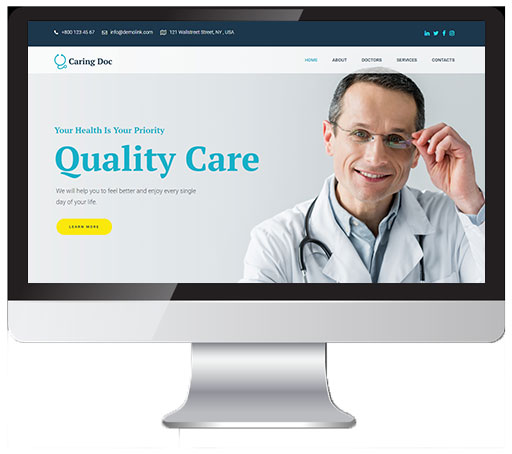 +800 123 45 67 info@demolink.com 121 Wallstreet Street, NY , USA
Caring Doc HOME ABOUT DOCTORS SERVICES CONTACTS
Your Health Is Your Priority
Quality Care
We will help you to feel better and enjoy every single
day of your life.
LEARN MORE